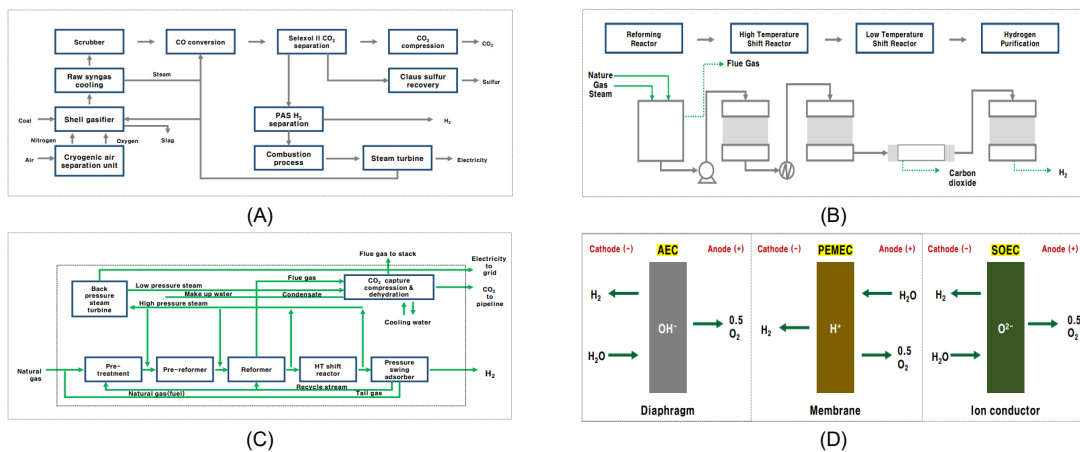 Scrubber
CO conversion
Selexol II CO₂
separation
CO₂
compression
CO₂
Raw syngas
cooling
Steam
Claus sulfur
recovery
Sulfur
Coal
Shell gasifier
PAS H₂
separation
H₂
Nitrogen
Oxygen
Slag
Air
Cryogenic air
separation unit
Combustion
process
Steam turbine
Electricity
(A)
Reforming
Reactor
High Temperature
Shift Reactor
Low Temperature
Shift Reactor
Hydrogen
Purification
Flue Gas
Nature
Gas
Steam
Carbon
dioxide
H₂
(B)
Flue gas to stack
Electricity
to
grid
Flue gas
Back
pressure
steam
turbine
Low pressure steam
Make up water
Condensate
High pressure steam
CO₂ capture
compression &
dehydration
CO₂
to
pipeline
Cooling water
Natural
gas
Pre-
treatment
Pre-reformer
Reformer
HT shift
reactor
Pressure
swing
adsorber
H₂
Recycle stream
Natural gas(fuel)
Tail gas
(C)
Cathode (-)
AEC
Anode (+)
H₂
OH⁻
0.5
O₂
H₂O
Diaphragm
Cathode (-)
PEMEC
Anode (+)
H₂O
H₂
H⁺
0.5
O₂
Membrane
Cathode (-)
SOEC
Anode (+)
H₂
O²⁻
0.5
O₂
H₂O
Ion conductor
(D)